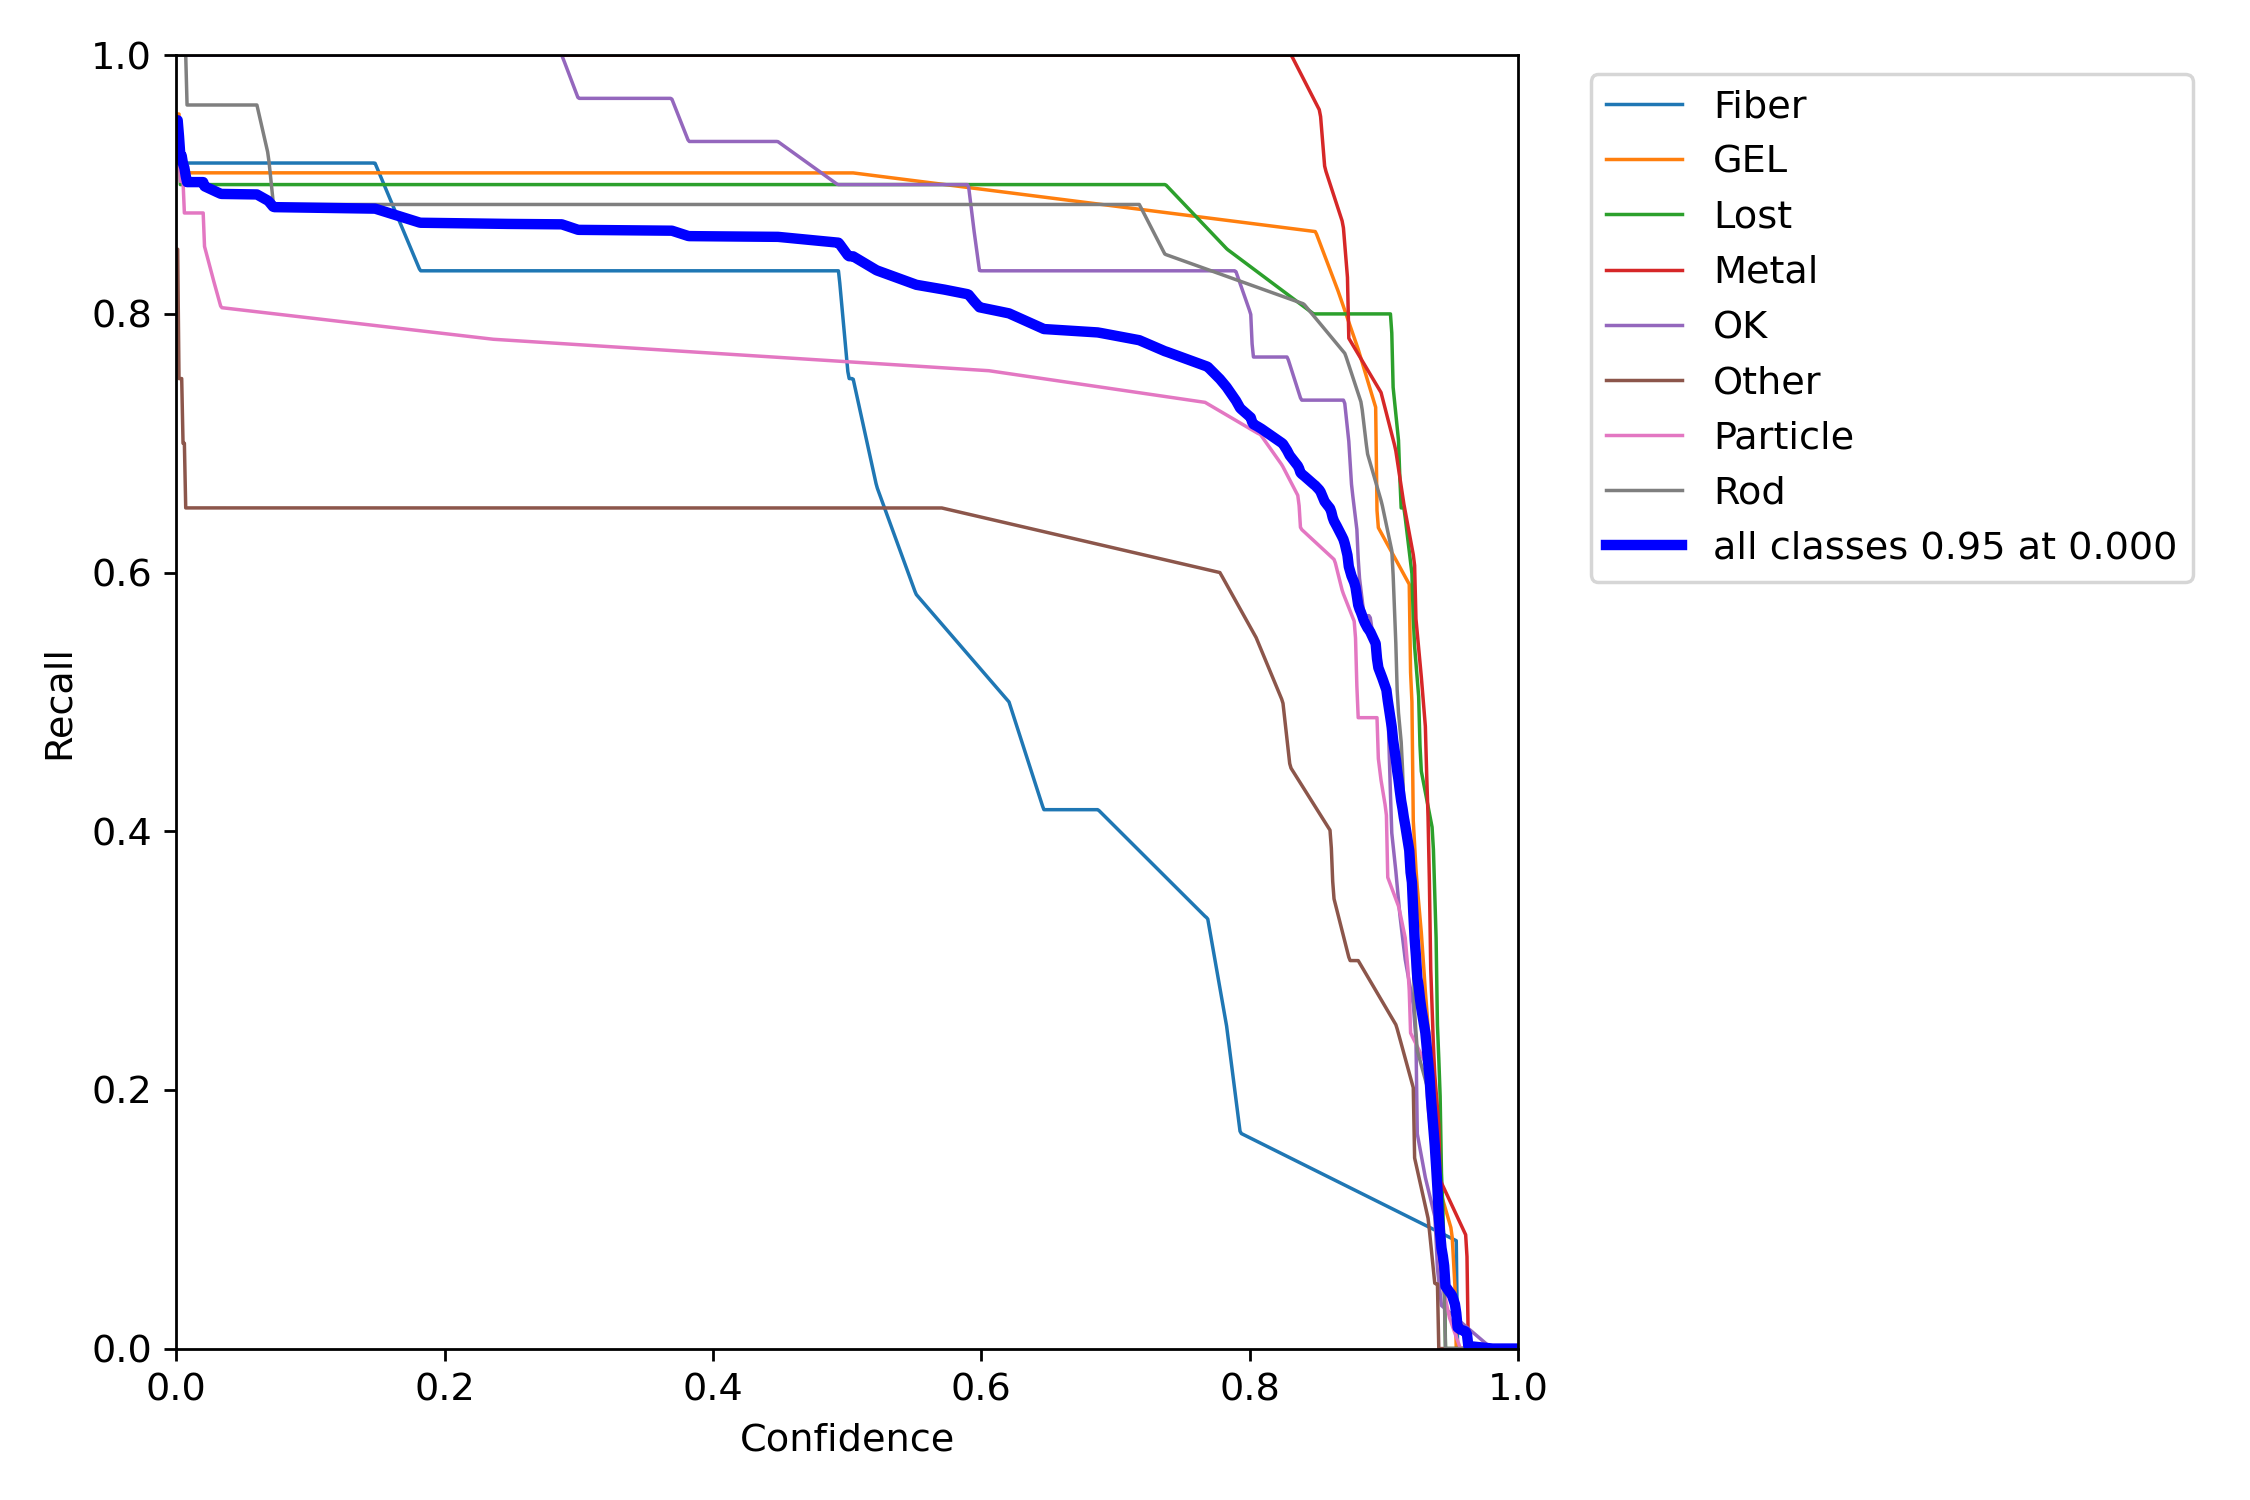 1.0
0.8
0.6
0.4
0.2
0.0
0.0 0.2 0.4 0.6 0.8 1.0
Recall
Confidence
Fiber
GEL
Lost
Metal
OK
Other
Particle
Rod
all classes 0.95 at 0.000